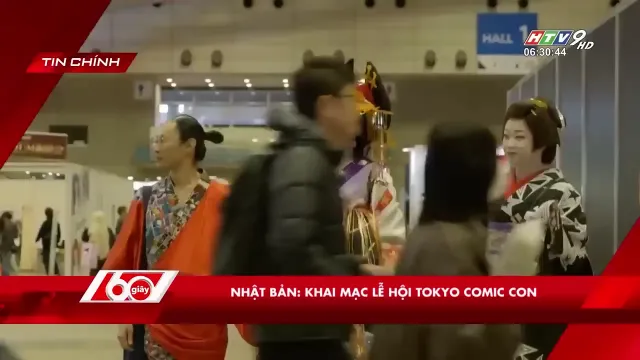 HALL 1
HTV9 HD
06:30:44
TIN CHÍNH
60 giây
NHẬT BẢN: KHAI MẠC LỄ HỘI TOKYO COMIC CON